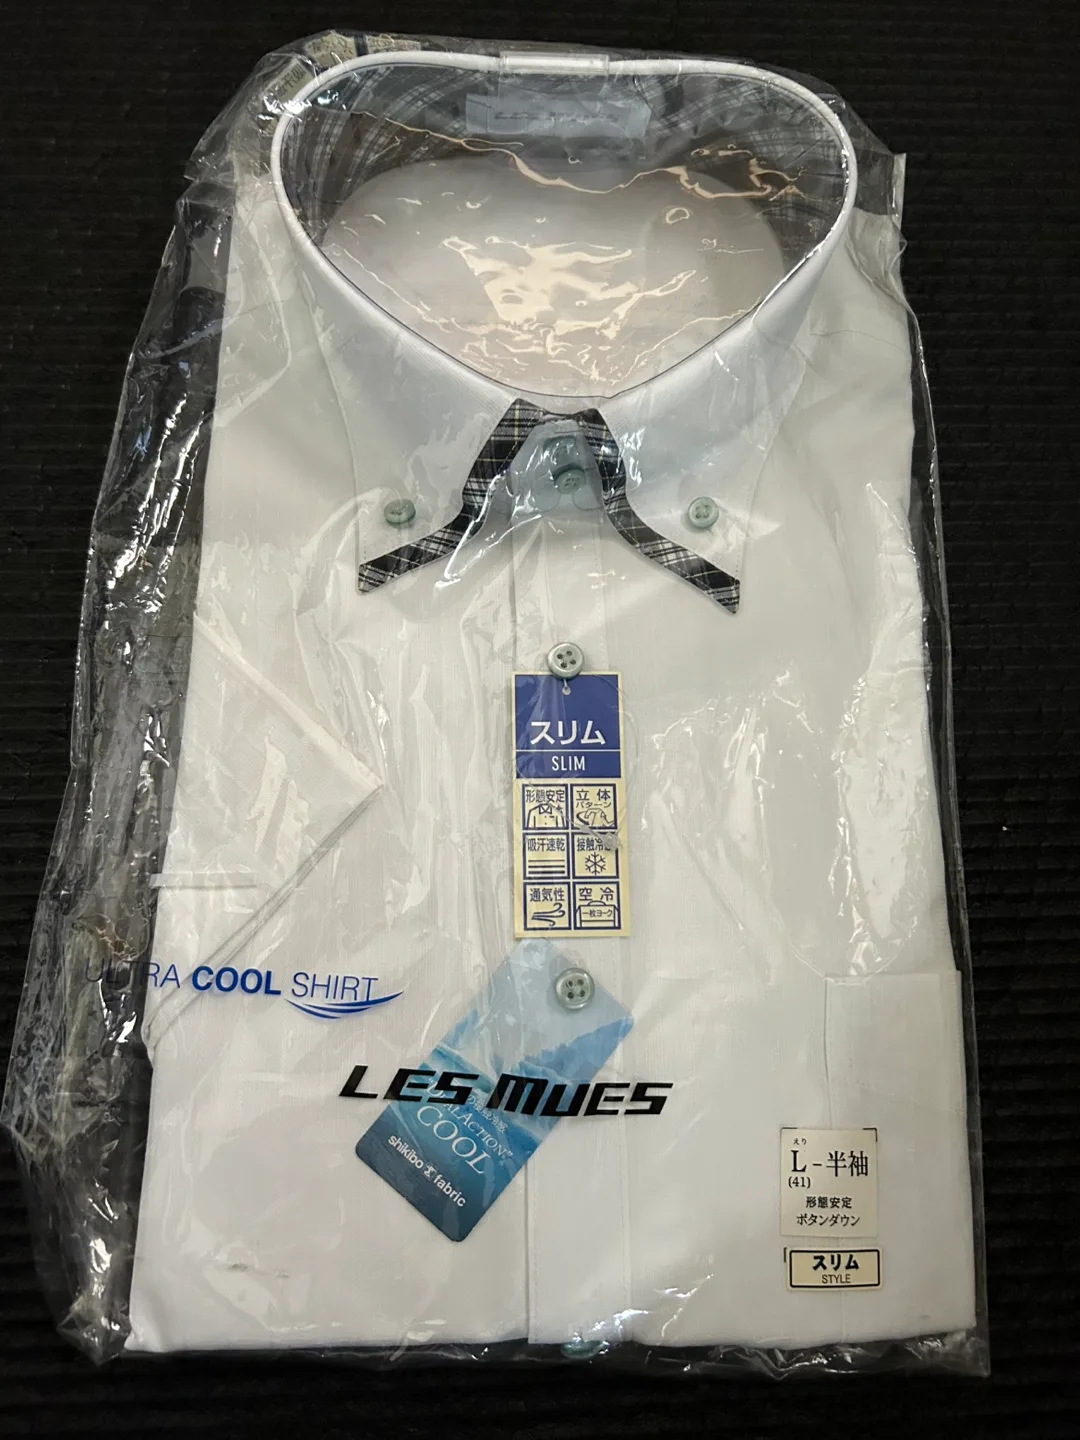 スリム
SLIM
形態安定
立体
パターン
吸汗速乾
接触冷感
通気性
空冷
一枚ヨーク
ULTRA COOL SHIRT
LES MUES
COOL
shikibo fabric
えり
L-半袖
(41)
形態安定
ボタンダウン
スリム
STYLE